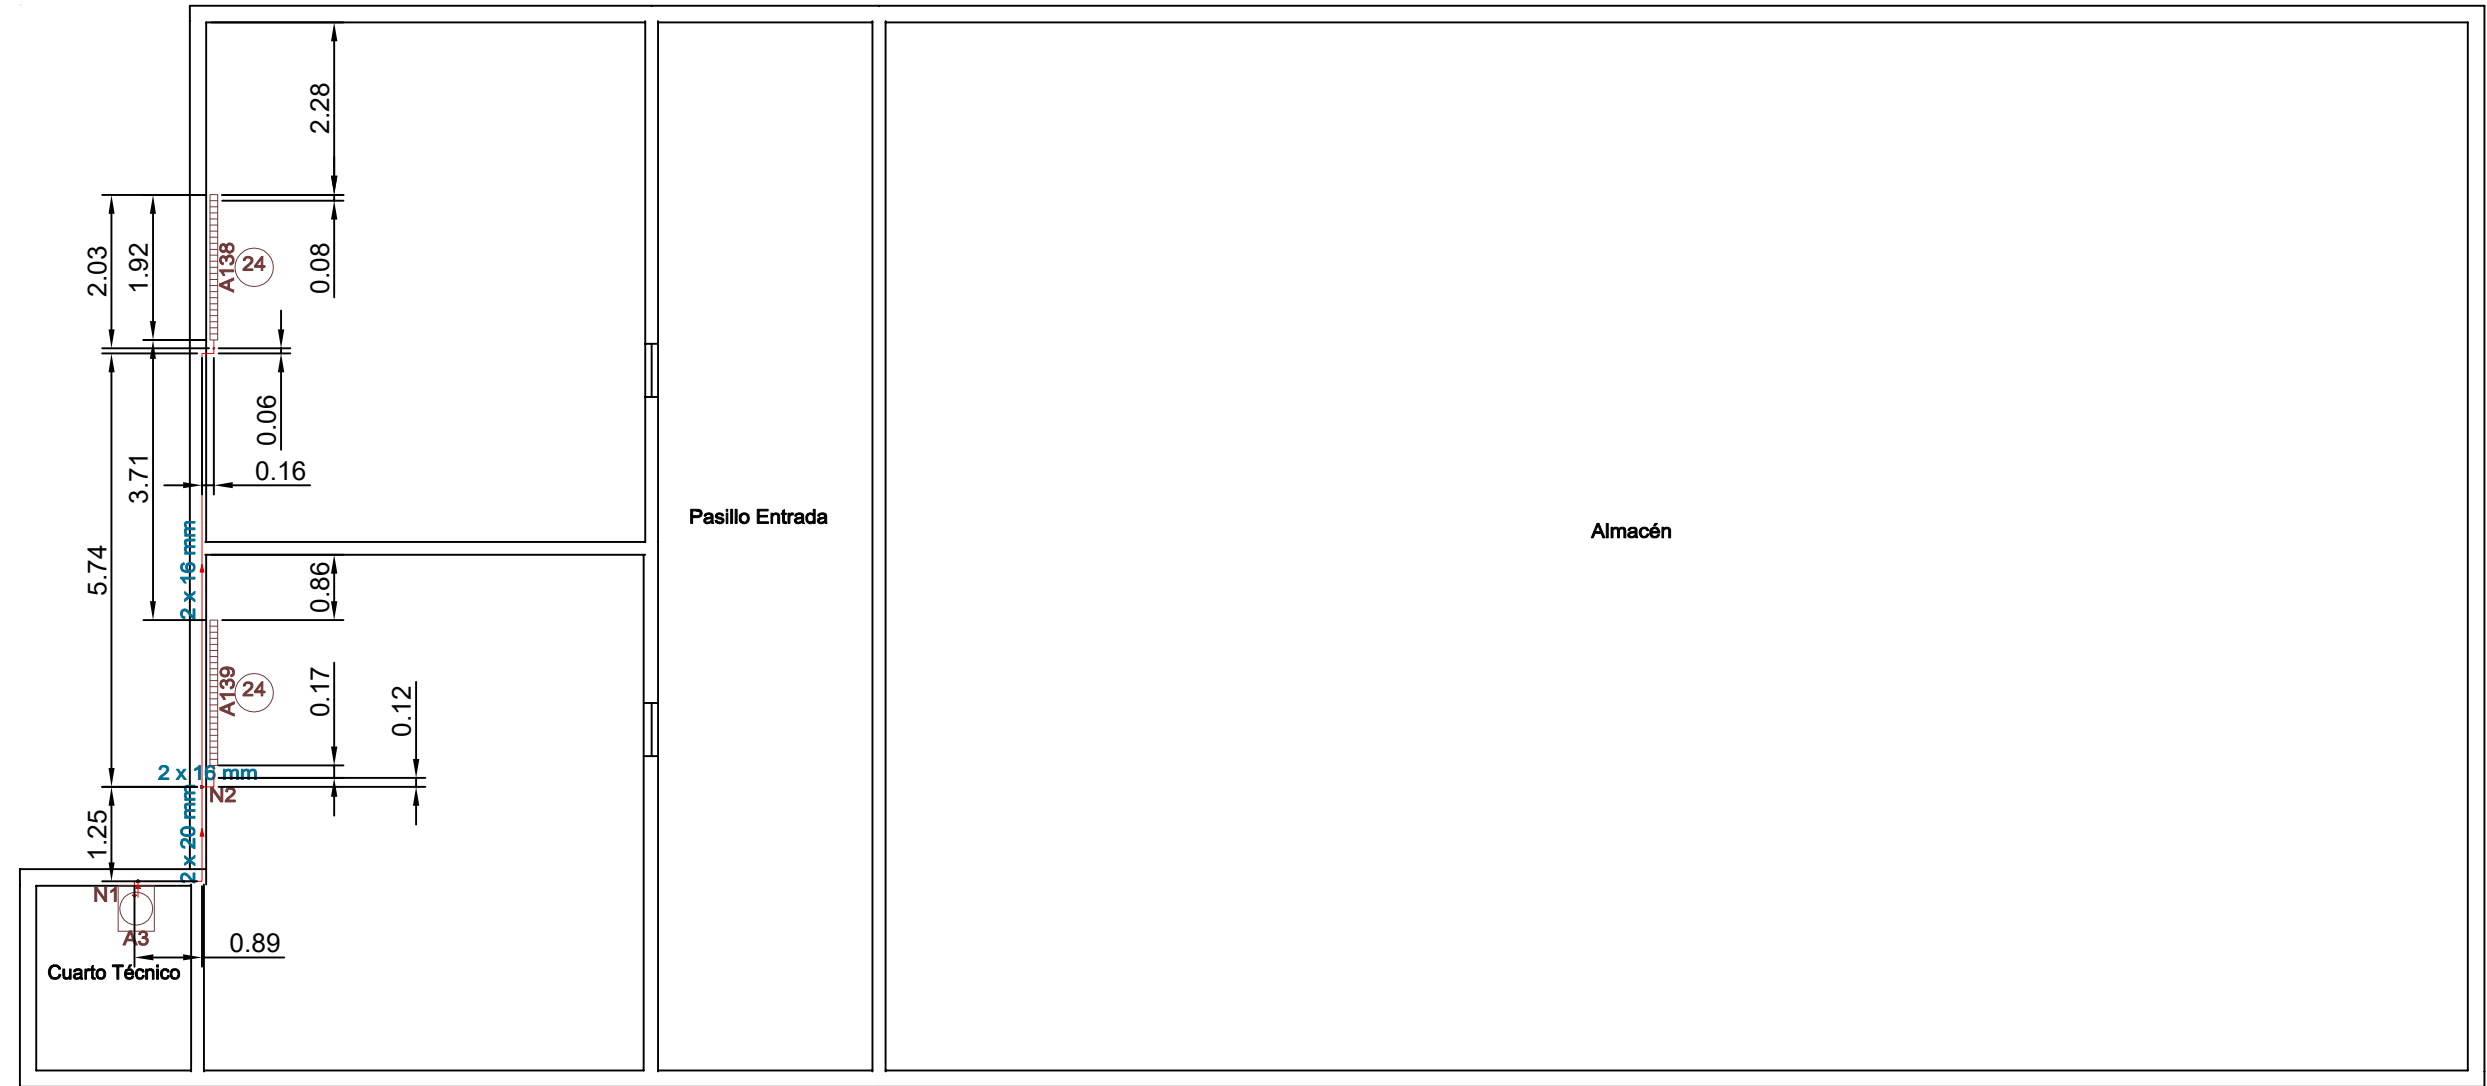 2.28
2.03
1.92
A138
24
0.08
0.06
0.16
3.71
Pasillo Entrada
Almacén
2 x 16 mm
5.74
0.86
A139
24
0.17
0.12
2 x 16 mm
N2
2 x 20 mm
1.25
N1
A3
0.89
Cuarto Técnico